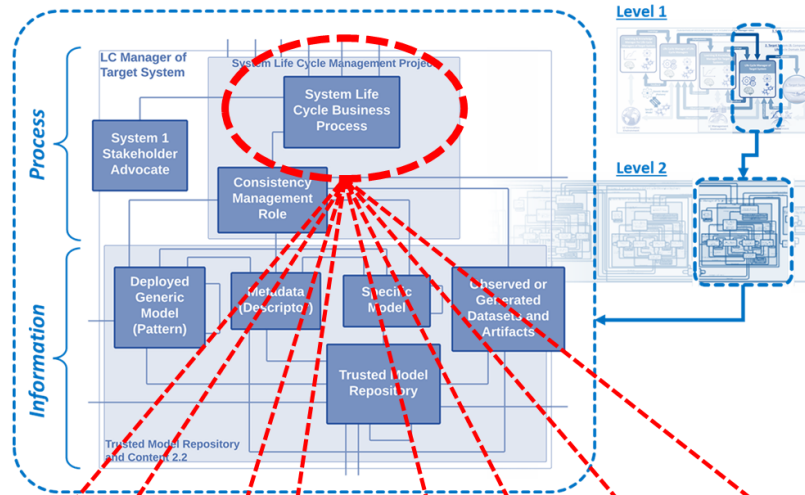 Level 1
LC Manager of
Target System
System Life Cycle Management Project
System Life
Cycle Business
Process
System 1
Stakeholder
Advocate
Process
Consistency
Management
Role
Level 2
Deployed
Generic
Model
(Pattern)
Metadata
(Descriptor)
Specific
Model
Observed or
Generated
Datasets and
Artifacts
Information
Trusted Model
Repository
Trusted Model Repository
and Content 2.2